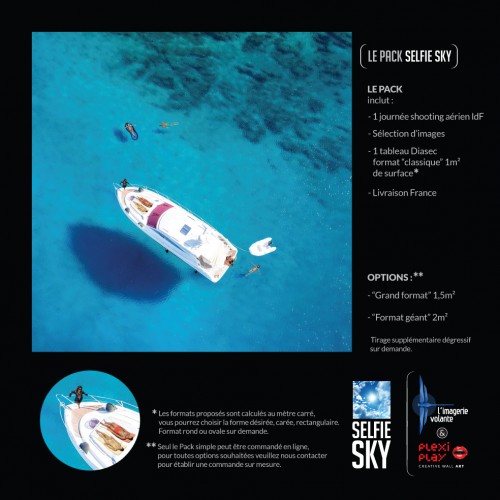 LE PACK SELFIE SKY
LE PACK
inclut :
- 1 journée shooting aérien IdF
- Sélection d'images
- 1 tableau Diasec
format "classique" 1m²
de surface*
- Livraison France
OPTIONS : **
- "Grand format" 1,5m²
- "Format géant" 2m²
Tirage supplémentaire dégressif
sur demande.
* Les formats proposés sont calculés au mètre carré,
vous pourrez choisir la forme désirée, carée, rectangulaire.
Format rond ou ovale sur demande.
** Seul le Pack simple peut être commandé en ligne,
pour toutes options souhaitées veuillez nous contacter
pour établir une commande sur mesure.
SELFIE
SKY
L'imagerie
volante
&
PLEXI
PLAY
CREATIVE WALL ART